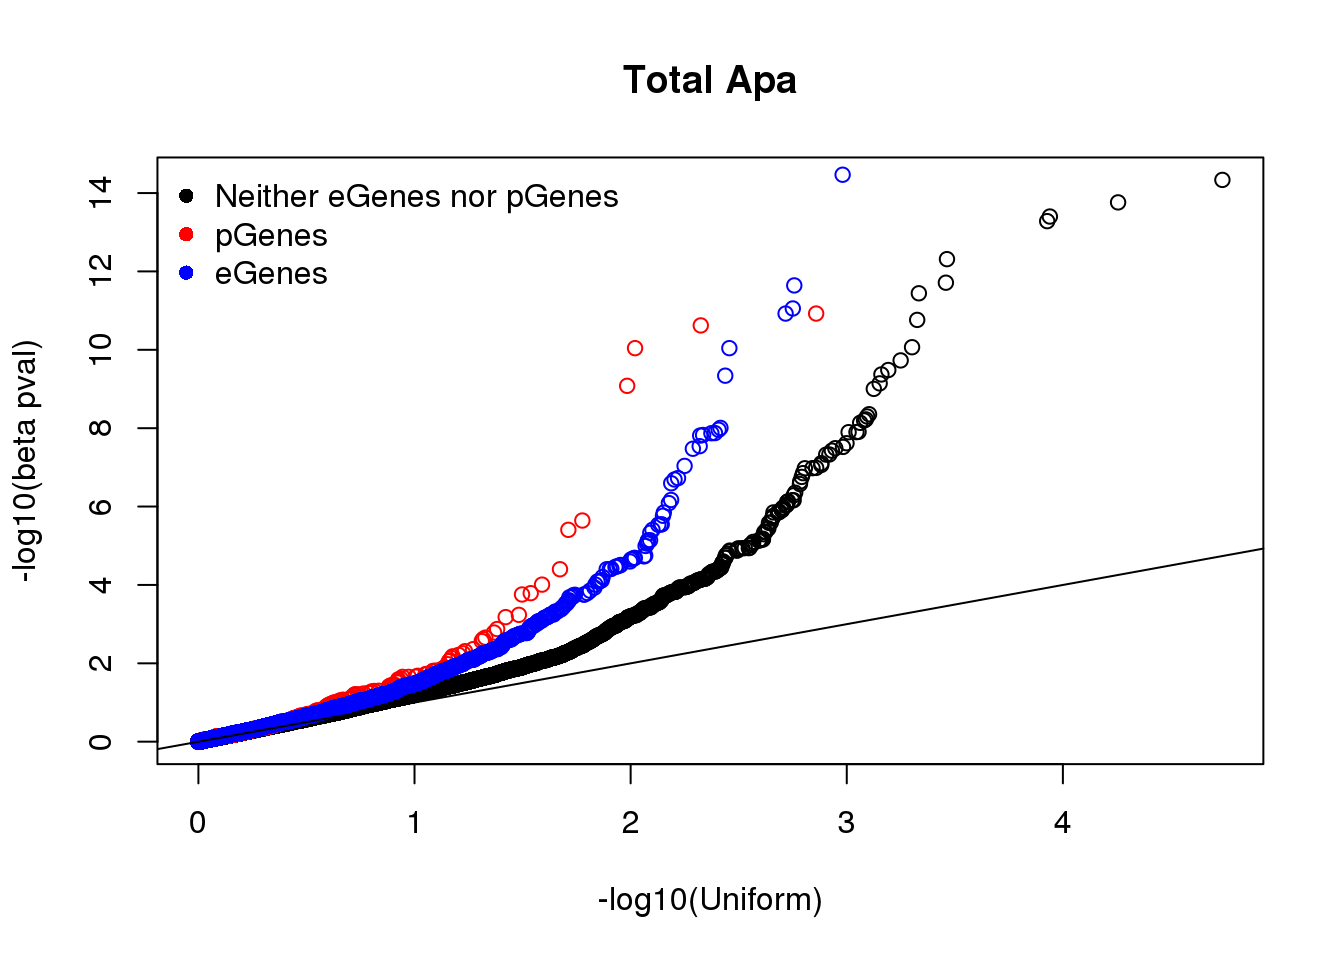 Total Apa
Neither eGenes nor pGenes
pGenes
eGenes
-log10(beta pval)
14
12
10
8
6
4
2
0
0 1 2 3 4
-log10(Uniform)